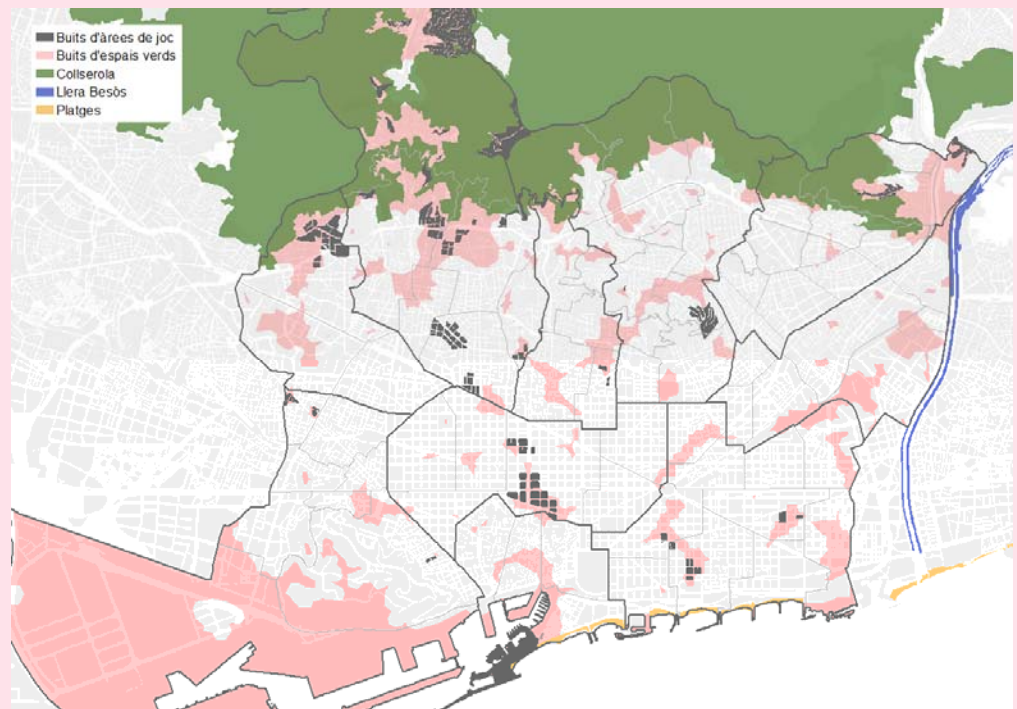 Buits d'àrees de joc
Buits d'espais verds
Collserola
Llera Besòs
Platges